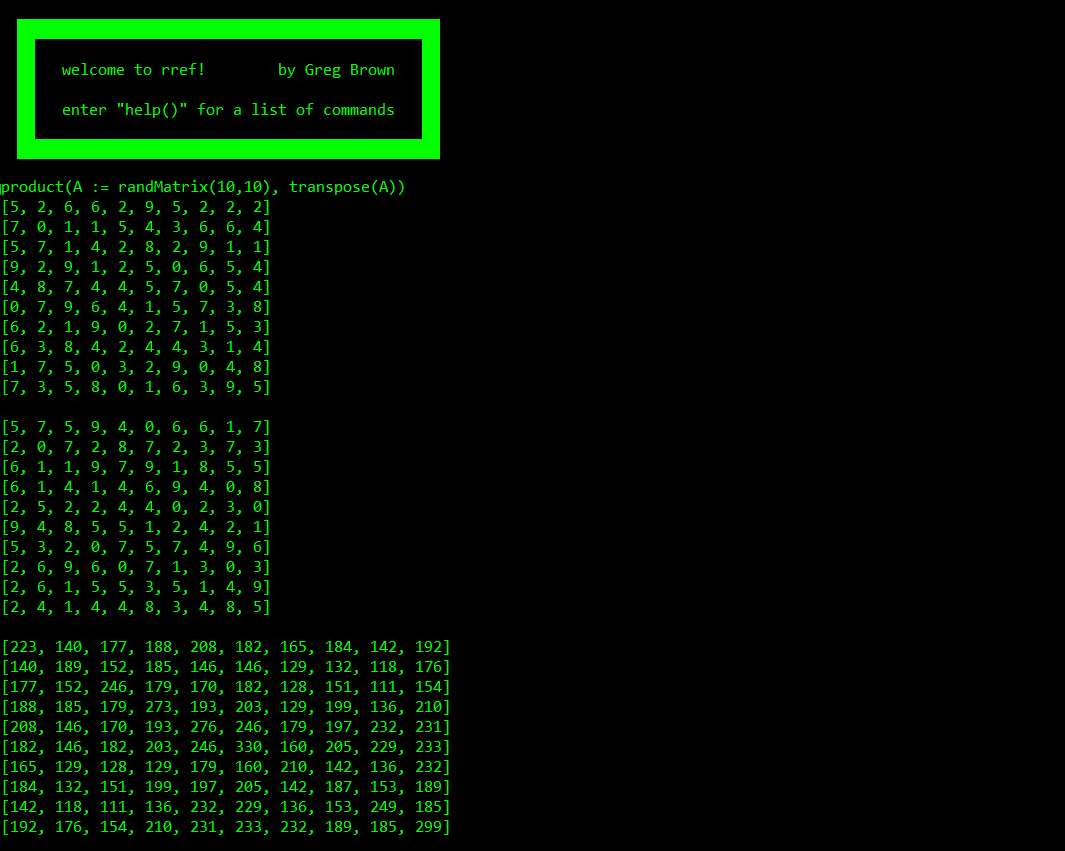 welcome to rref! by Greg Brown
enter "help()" for a list of commands
product(A := randMatrix(10,10), transpose(A))
[5, 2, 6, 6, 2, 9, 5, 2, 2, 2]
[7, 0, 1, 1, 5, 4, 3, 6, 6, 4]
[5, 7, 1, 4, 2, 8, 2, 9, 1, 1]
[9, 2, 9, 1, 2, 5, 0, 6, 5, 4]
[4, 8, 7, 4, 4, 5, 7, 0, 5, 4]
[0, 7, 9, 6, 4, 1, 5, 7, 3, 8]
[6, 2, 1, 9, 0, 2, 7, 1, 5, 3]
[6, 3, 8, 4, 2, 4, 4, 3, 1, 4]
[1, 7, 5, 0, 3, 2, 9, 0, 4, 8]
[7, 3, 5, 8, 0, 1, 6, 3, 9, 5]
[5, 7, 5, 9, 4, 0, 6, 6, 1, 7]
[2, 0, 7, 2, 8, 7, 2, 3, 7, 3]
[6, 1, 1, 9, 7, 9, 1, 8, 5, 5]
[6, 1, 4, 1, 4, 6, 9, 4, 0, 8]
[2, 5, 2, 2, 4, 4, 0, 2, 3, 0]
[9, 4, 8, 5, 5, 1, 2, 4, 2, 1]
[5, 3, 2, 0, 7, 5, 7, 4, 9, 6]
[2, 6, 9, 6, 0, 7, 1, 3, 0, 3]
[2, 6, 1, 5, 5, 3, 5, 1, 4, 9]
[2, 4, 1, 4, 4, 8, 3, 4, 8, 5]
[223, 140, 177, 188, 208, 182, 165, 184, 142, 192]
[140, 189, 152, 185, 146, 146, 129, 132, 118, 176]
[177, 152, 246, 179, 170, 182, 128, 151, 111, 154]
[188, 185, 179, 273, 193, 203, 129, 199, 136, 210]
[208, 146, 170, 193, 276, 246, 179, 197, 232, 231]
[182, 146, 182, 203, 246, 330, 160, 205, 229, 233]
[165, 129, 128, 129, 179, 160, 210, 142, 136, 232]
[184, 132, 151, 199, 197, 205, 142, 187, 153, 189]
[142, 118, 111, 136, 232, 229, 136, 153, 249, 185]
[192, 176, 154, 210, 231, 233, 232, 189, 185, 299]